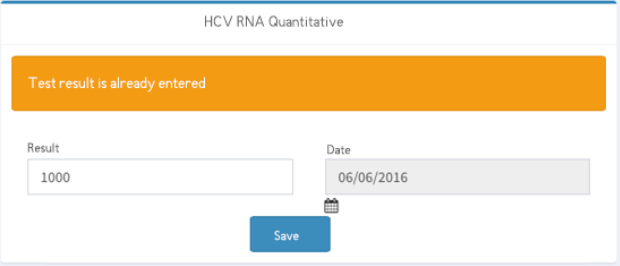 HCV RNA Quantitative
Test result is already entered
Result
Date
1000
06/06/2016
Save